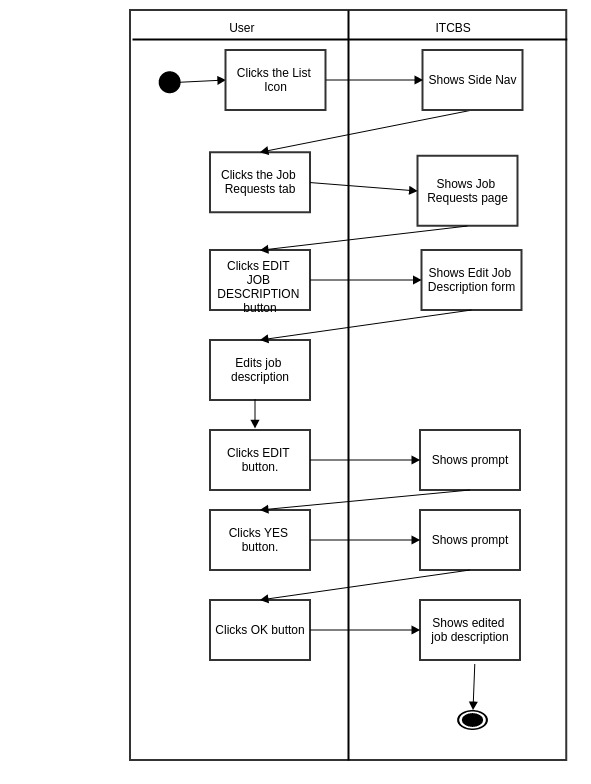 User
ITCBS
Clicks the List
Icon
Shows Side Nav
Clicks the Job
Requests tab
Shows Job
Requests page
Clicks EDIT
JOB
DESCRIPTION
button
Shows Edit Job
Description form
Edits job
description
Clicks EDIT
button.
Shows prompt
Clicks YES
button.
Shows prompt
Clicks OK button
Shows edited
job description